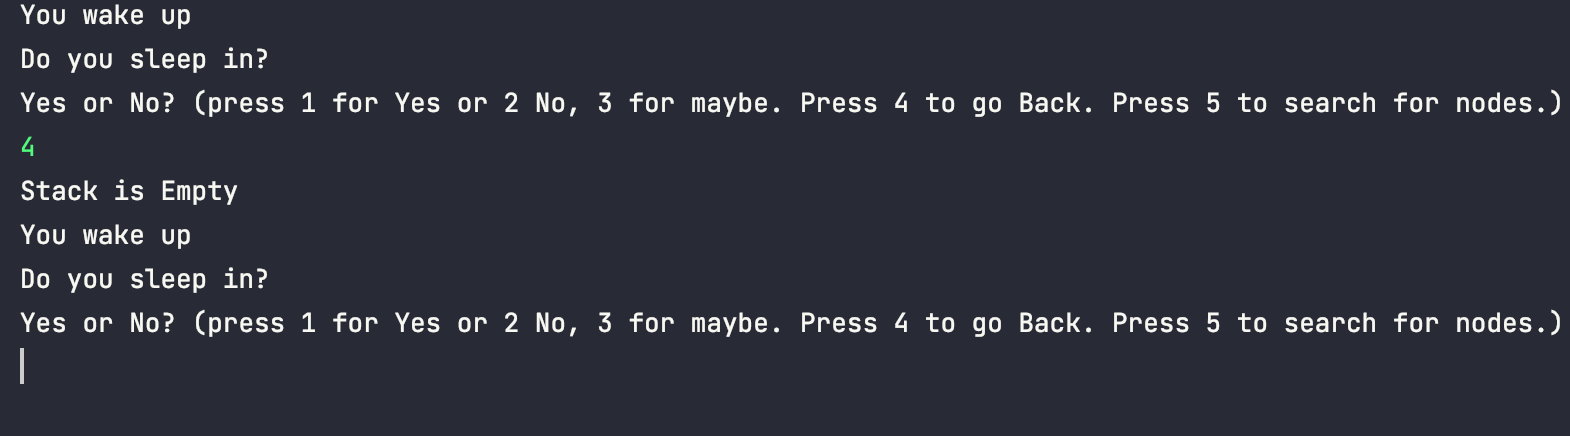 You wake up
Do you sleep in?
Yes or No? (press 1 for Yes or 2 No, 3 for maybe. Press 4 to go Back. Press 5 to search for nodes.)
4
Stack is Empty
You wake up
Do you sleep in?
Yes or No? (press 1 for Yes or 2 No, 3 for maybe. Press 4 to go Back. Press 5 to search for nodes.)